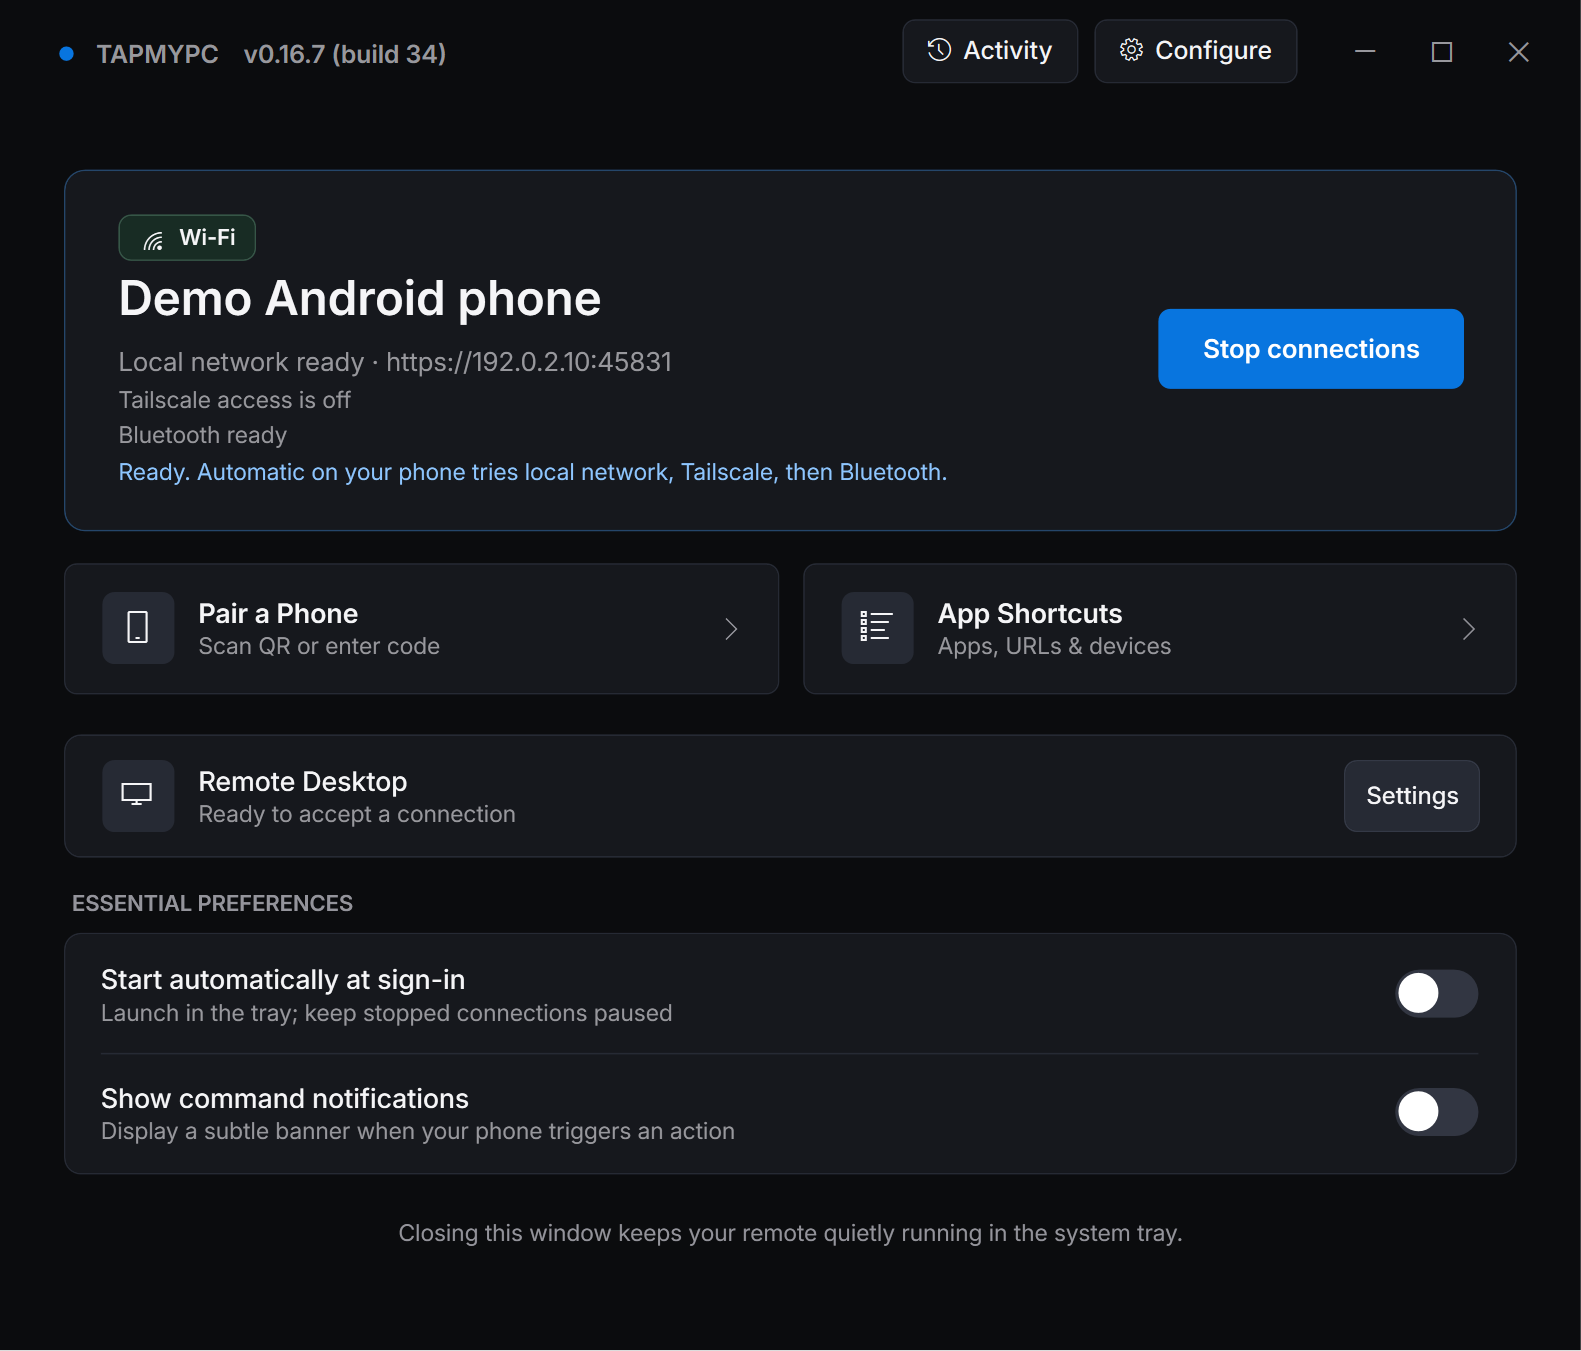 TAPMYPC v0.16.7 (build 34)
Activity
Configure
Wi-Fi
Demo Android phone
Local network ready · https://192.0.2.10:45831
Tailscale access is off
Bluetooth ready
Ready. Automatic on your phone tries local network, Tailscale, then Bluetooth.
Stop connections
Pair a Phone
Scan QR or enter code
App Shortcuts
Apps, URLs & devices
Remote Desktop
Ready to accept a connection
Settings
ESSENTIAL PREFERENCES
Start automatically at sign-in
Launch in the tray; keep stopped connections paused
Show command notifications
Display a subtle banner when your phone triggers an action
Closing this window keeps your remote quietly running in the system tray.